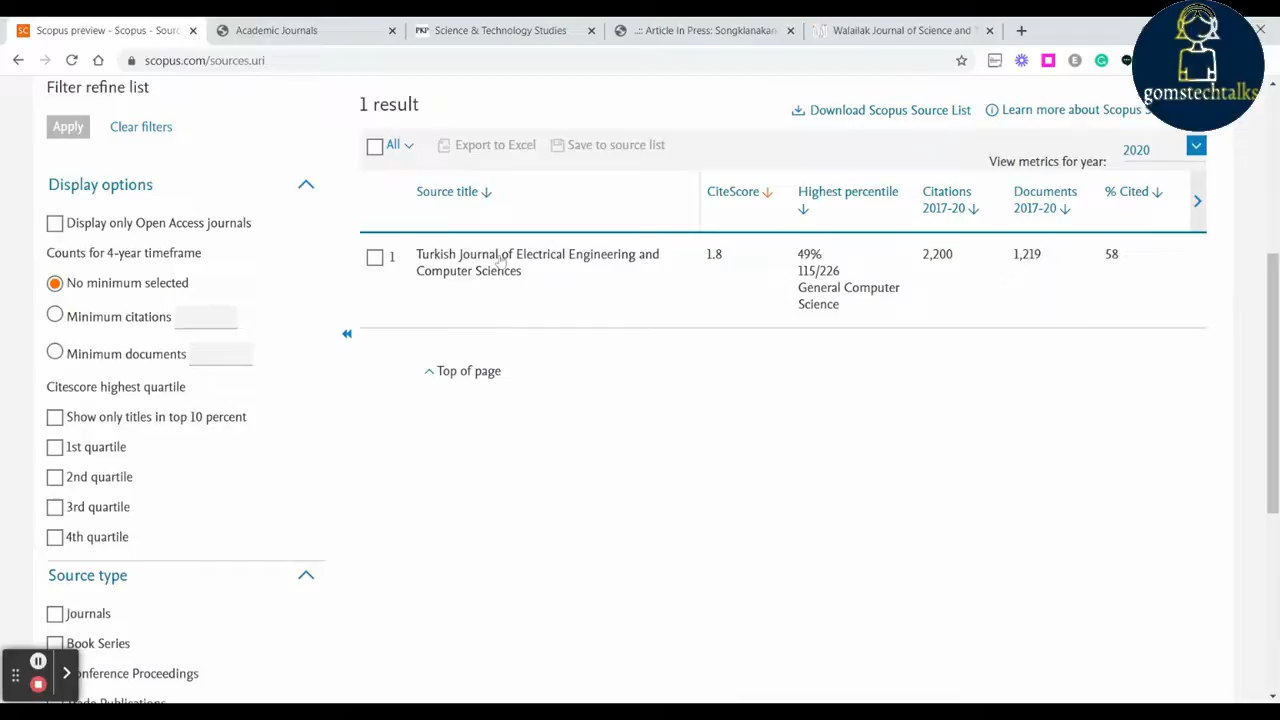 Scopus preview - Scopus - Sourc
Academic Journals
PKP Science & Technology Studies
..:: Article In Press: Songklanakari
Walailak Journal of Science and T
scopus.com/sources.uri
gomstechtalks
Filter refine list
Apply
Clear filters
Display options
Display only Open Access journals
Counts for 4-year timeframe
No minimum selected
Minimum citations
Minimum documents
Citescore highest quartile
Show only titles in top 10 percent
1st quartile
2nd quartile
3rd quartile
4th quartile
Source type
Journals
Book Series
onference Proceedings
1 result
Download Scopus Source List
Learn more about Scopus S
All
Export to Excel
Save to source list
View metrics for year:
2020
Source title
CiteScore
Highest percentile
Citations
2017-20
Documents
2017-20
% Cited
1
Turkish Journal of Electrical Engineering and
Computer Sciences
1.8
49%
115/226
General Computer
Science
2,200
1,219
58
Top of page